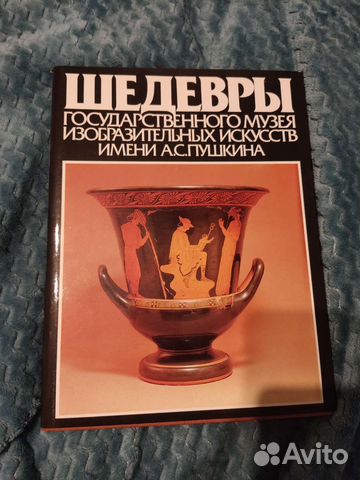 ШЕДЕВРЫ
ГОСУДАРСТВЕННОГО МУЗЕЯ
ИЗОБРАЗИТЕЛЬНЫХ ИСКУССТВ
ИМЕНИ А.С.ПУШКИНА
Avito